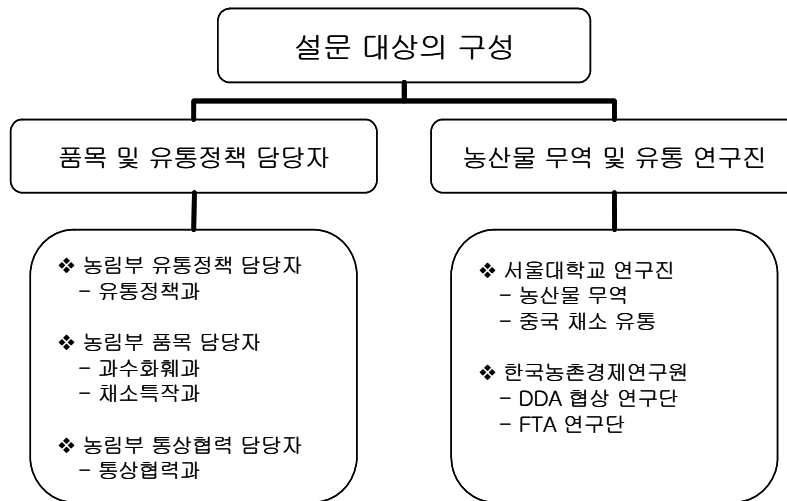 설문 대상의 구성
품목 및 유통정책 담당자
❖ 농림부 유통정책 담당자
– 유통정책과
❖ 농림부 품목 담당자
– 과수화훼과
– 채소특작과
❖ 농림부 통상협력 담당자
– 통상협력과
농산물 무역 및 유통 연구진
❖ 서울대학교 연구진
– 농산물 무역
– 중국 채소 유통
❖ 한국농촌경제연구원
– DDA 협상 연구단
– FTA 연구단